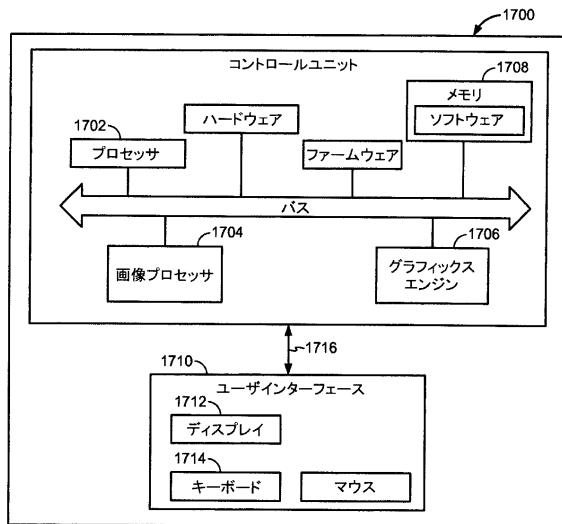 1700
コントロールユニット
1708
メモリ
ソフトウェア
ハードウェア
1702
プロセッサ
ファームウェア
バス
1704
画像プロセッサ
1706
グラフィックス
エンジン
1716
1710
ユーザインターフェース
1712
ディスプレイ
1714
キーボード
マウス